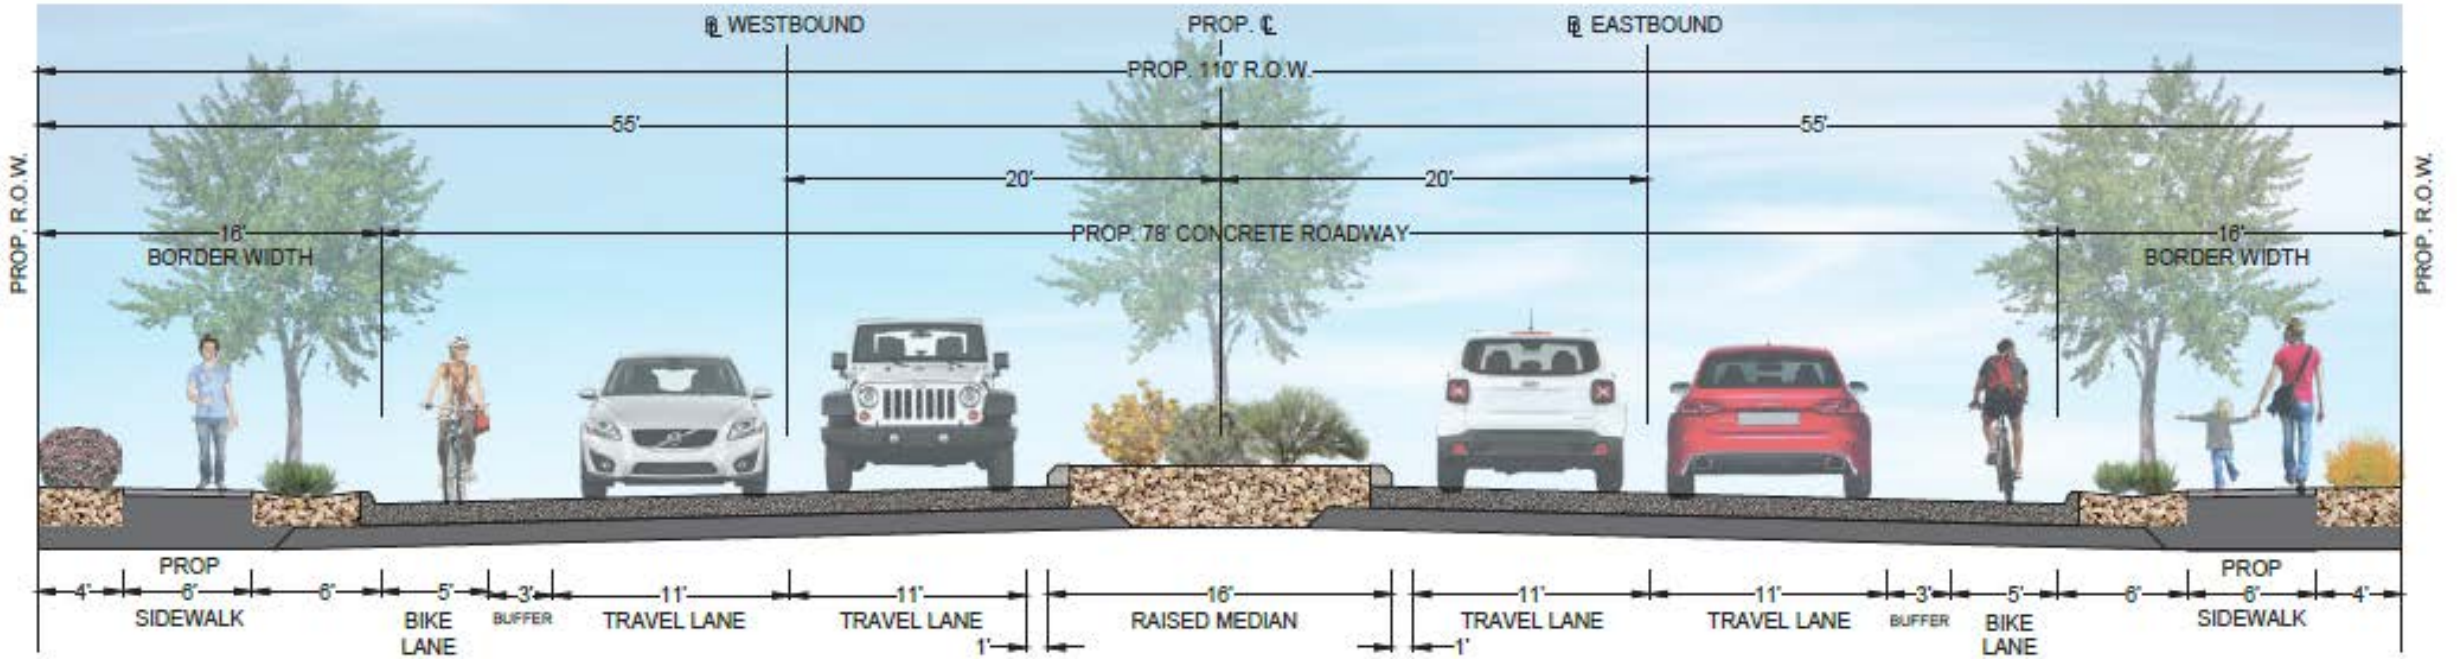 ℄ WESTBOUND
PROP. ℄
℄ EASTBOUND
PROP. 110' R.O.W.
55'
55'
PROP. R.O.W.
PROP. R.O.W.
20'
20'
16'
BORDER WIDTH
PROP. 78' CONCRETE ROADWAY
16'
BORDER WIDTH
4'
PROP
6'
SIDEWALK
6'
5'
BIKE
LANE
3'
BUFFER
11'
TRAVEL LANE
11'
TRAVEL LANE
1'
16'
RAISED MEDIAN
1'
11'
TRAVEL LANE
11'
TRAVEL LANE
3'
BUFFER
5'
BIKE
LANE
6'
PROP
6'
SIDEWALK
4'